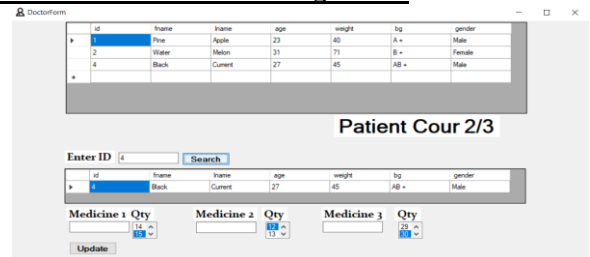 DoctorForm
id fname lname age weight bg gender
1 Pine Apple 23 40 A + Male
2 Water Melon 31 71 B + Female
4 Black Current 27 45 AB + Male
Patient Cour 2/3
Enter ID 4 Search
id fname lname age weight bg gender
4 Black Current 27 45 AB + Male
Medicine 1 Qty Medicine 2 Qty Medicine 3 Qty
14 12 29
15 13 30
Update